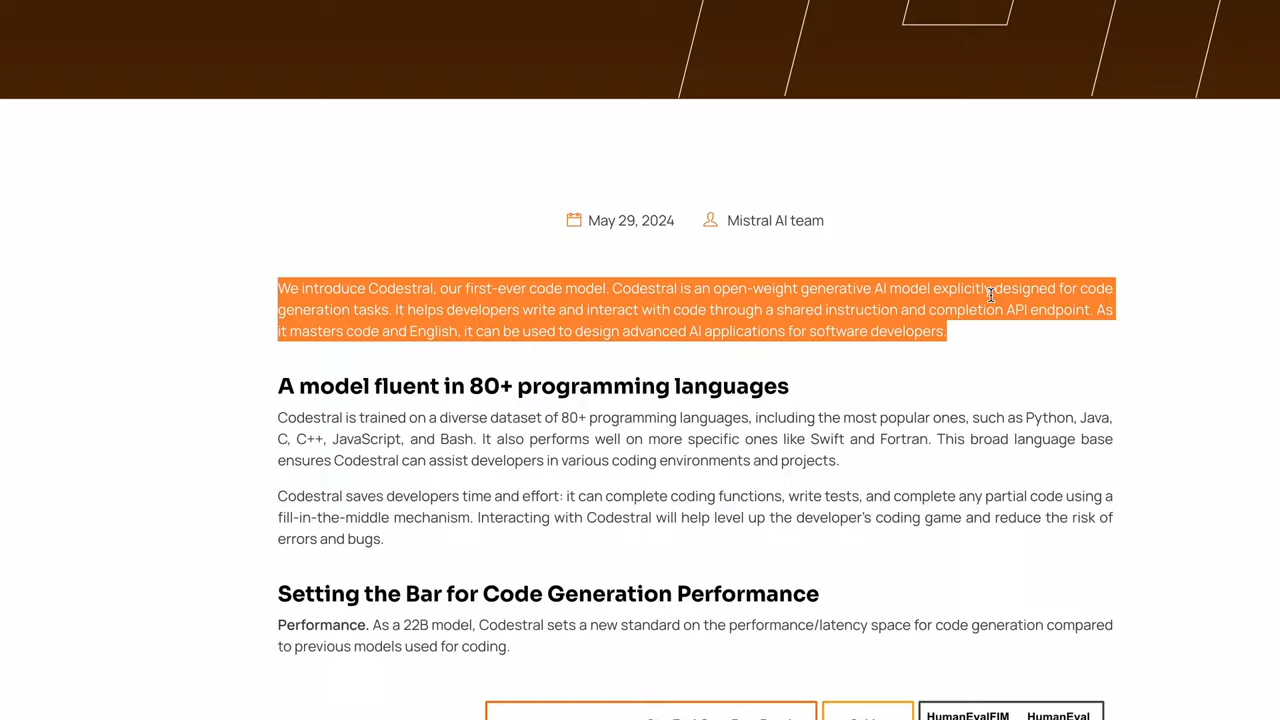 May 29, 2024 Mistral AI team
We introduce Codestral, our first-ever code model. Codestral is an open-weight generative AI model explicitly designed for code
generation tasks. It helps developers write and interact with code through a shared instruction and completion API endpoint. As
it masters code and English, it can be used to design advanced AI applications for software developers.
A model fluent in 80+ programming languages
Codestral is trained on a diverse dataset of 80+ programming languages, including the most popular ones, such as Python, Java,
C, C++, JavaScript, and Bash. It also performs well on more specific ones like Swift and Fortran. This broad language base
ensures Codestral can assist developers in various coding environments and projects.
Codestral saves developers time and effort: it can complete coding functions, write tests, and complete any partial code using a
fill-in-the-middle mechanism. Interacting with Codestral will help level up the developer's coding game and reduce the risk of
errors and bugs.
Setting the Bar for Code Generation Performance
Performance. As a 22B model, Codestral sets a new standard on the performance/latency space for code generation compared
to previous models used for coding.
HumanEvalFIM HumanEval